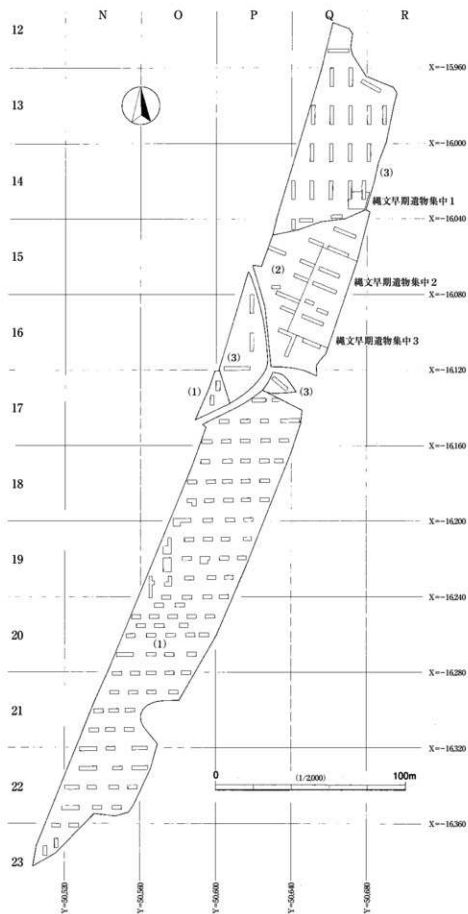 N O P Q R
12
X=-15,960
13
X=-16,000
14
(3)
縄文早期遺物集中1
X=-16,040
15
(2)
縄文早期遺物集中2
X=-16,080
16
縄文早期遺物集中3
(3)
X=-16,120
(1)
(3)
17
X=-16,160
18
X=-16,200
19
X=-16,240
20
(1)
X=-16,280
21
X=-16,320
0 (1/2,000) 100m
22
X=-16,360
23
Y=50,520 Y=50,560 Y=50,600 Y=50,640 Y=50,680